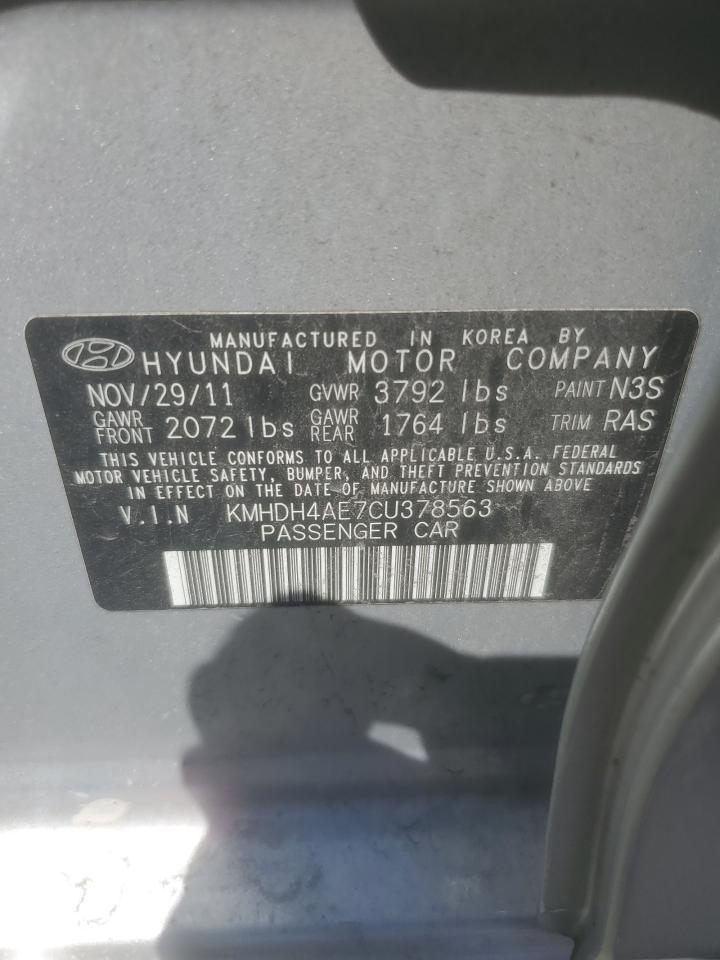 MANUFACTURED IN KOREA BY
HYUNDAI MOTOR COMPANY
NOV/29/11 GVWR 3792 lbs PAINT N3S
GAWR FRONT 2072 lbs GAWR REAR 1764 lbs TRIM RAS
THIS VEHICLE CONFORMS TO ALL APPLICABLE U.S.A. FEDERAL
MOTOR VEHICLE SAFETY, BUMPER, AND THEFT PREVENTION STANDARDS
IN EFFECT ON THE DATE OF MANUFACTURE SHOWN ABOVE
V.I.N KMHDH4AE7CU378563
PASSENGER CAR